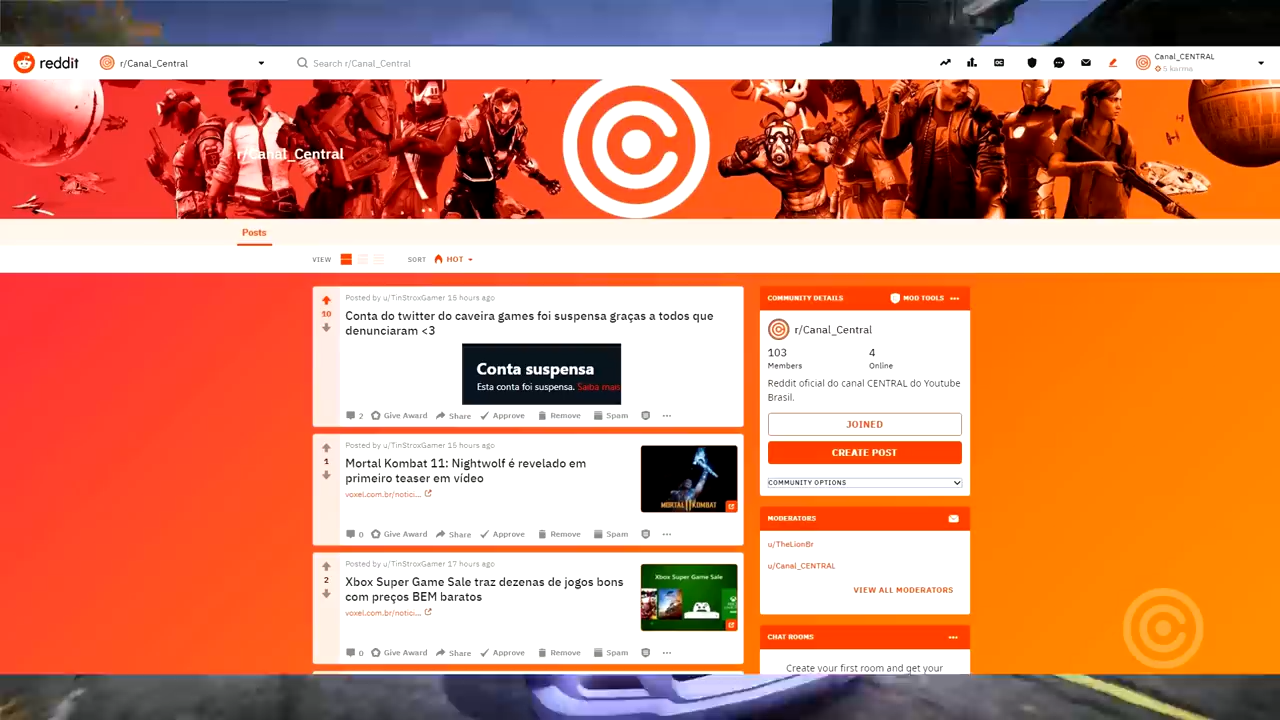 reddit
r/Canal_Central
Search r/Canal_Central
Canal_CENTRAL
5 karma
r/Canal_Central
Posts
VIEW
SORT
HOT
Posted by u/TinStroxGamer 15 hours ago
10
Conta do twitter do caveira games foi suspensa graças a todos que
denunciaram <3
Conta suspensa
Esta conta foi suspensa. Saiba mais
2 Give Award Share Approve Remove Spam
Posted by u/TinStroxGamer 15 hours ago
1
Mortal Kombat 11: Nightwolf é revelado em
primeiro teaser em vídeo
voxel.com.br/notici...
MORTAL KOMBAT
0 Give Award Share Approve Remove Spam
Posted by u/TinStroxGamer 17 hours ago
2
Xbox Super Game Sale traz dezenas de jogos bons
com preços BEM baratos
voxel.com.br/notici...
Xbox Super Game Sale
XBOX
0 Give Award Share Approve Remove Spam
COMMUNITY DETAILS
MOD TOOLS
r/Canal_Central
103
Members
4
Online
Reddit oficial do canal CENTRAL do Youtube
Brasil.
JOINED
CREATE POST
COMMUNITY OPTIONS
MODERATORS
u/TheLionBr
u/Canal_CENTRAL
VIEW ALL MODERATORS
CHAT ROOMS
Create your first room and get your